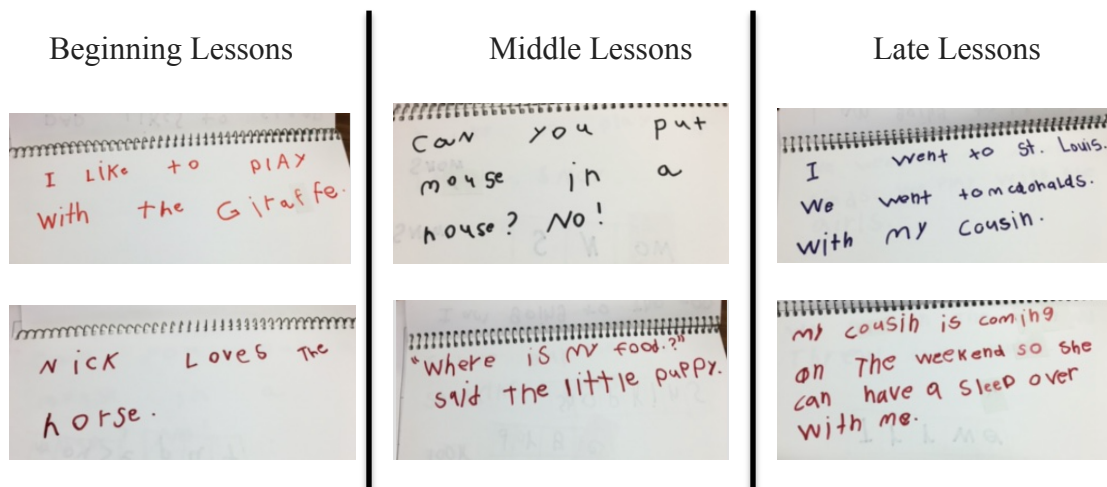 Beginning Lessons
I LiKe to plAY
with the Giraffe.
NicK Loves The
horse.
Middle Lessons
can you put
mouse in a
house? No!
"Where is my food.?"
said the little puppy.
Late Lessons
I went to St. Louis.
We went to mcdonalds.
with my cousin.
my cousin is coming
on The weekend so she
can have a sleep over
with me.